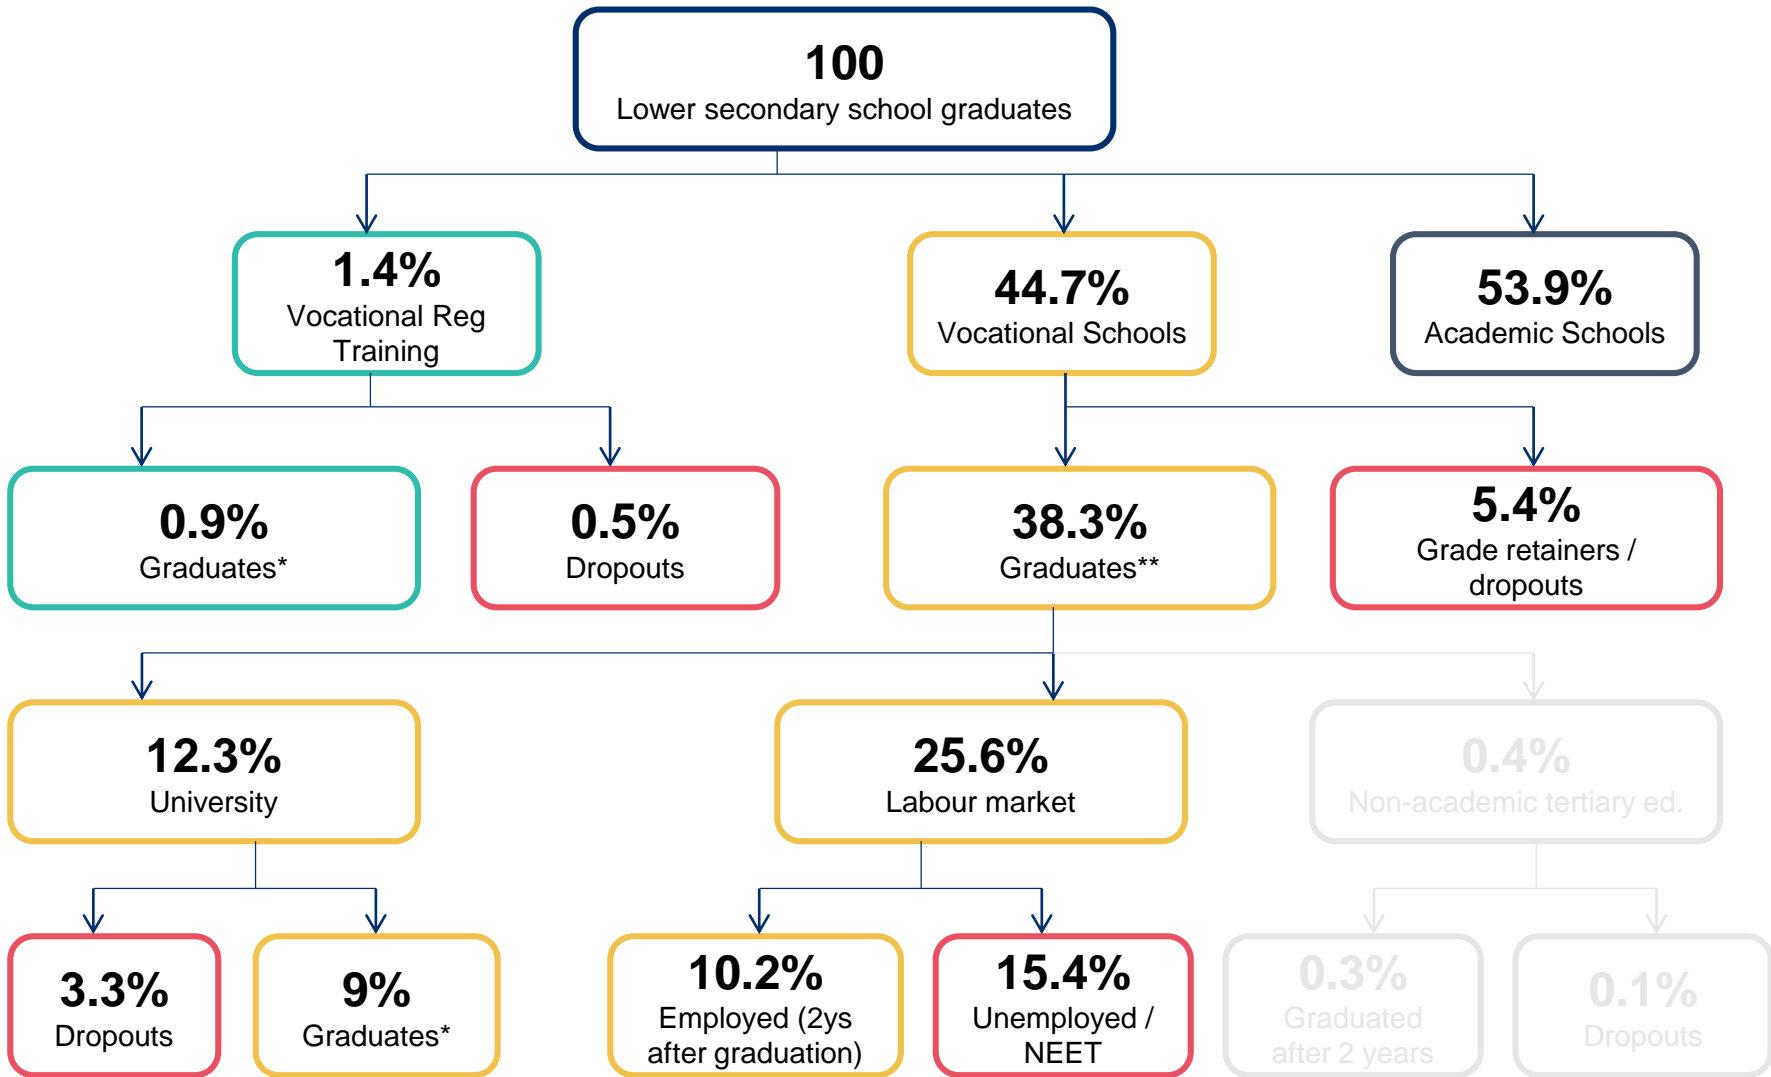 100
Lower secondary school graduates
1.4%
Vocational Reg
Training
44.7%
Vocational Schools
53.9%
Academic Schools
0.9%
Graduates*
0.5%
Dropouts
38.3%
Graduates**
5.4%
Grade retainers /
dropouts
12.3%
University
25.6%
Labour market
0.4%
Non-academic tertiary ed.
3.3%
Dropouts
9%
Graduates*
10.2%
Employed (2ys
after graduation)
15.4%
Unemployed /
NEET
0.3%
Graduated
after 2 years
0.1%
Dropouts